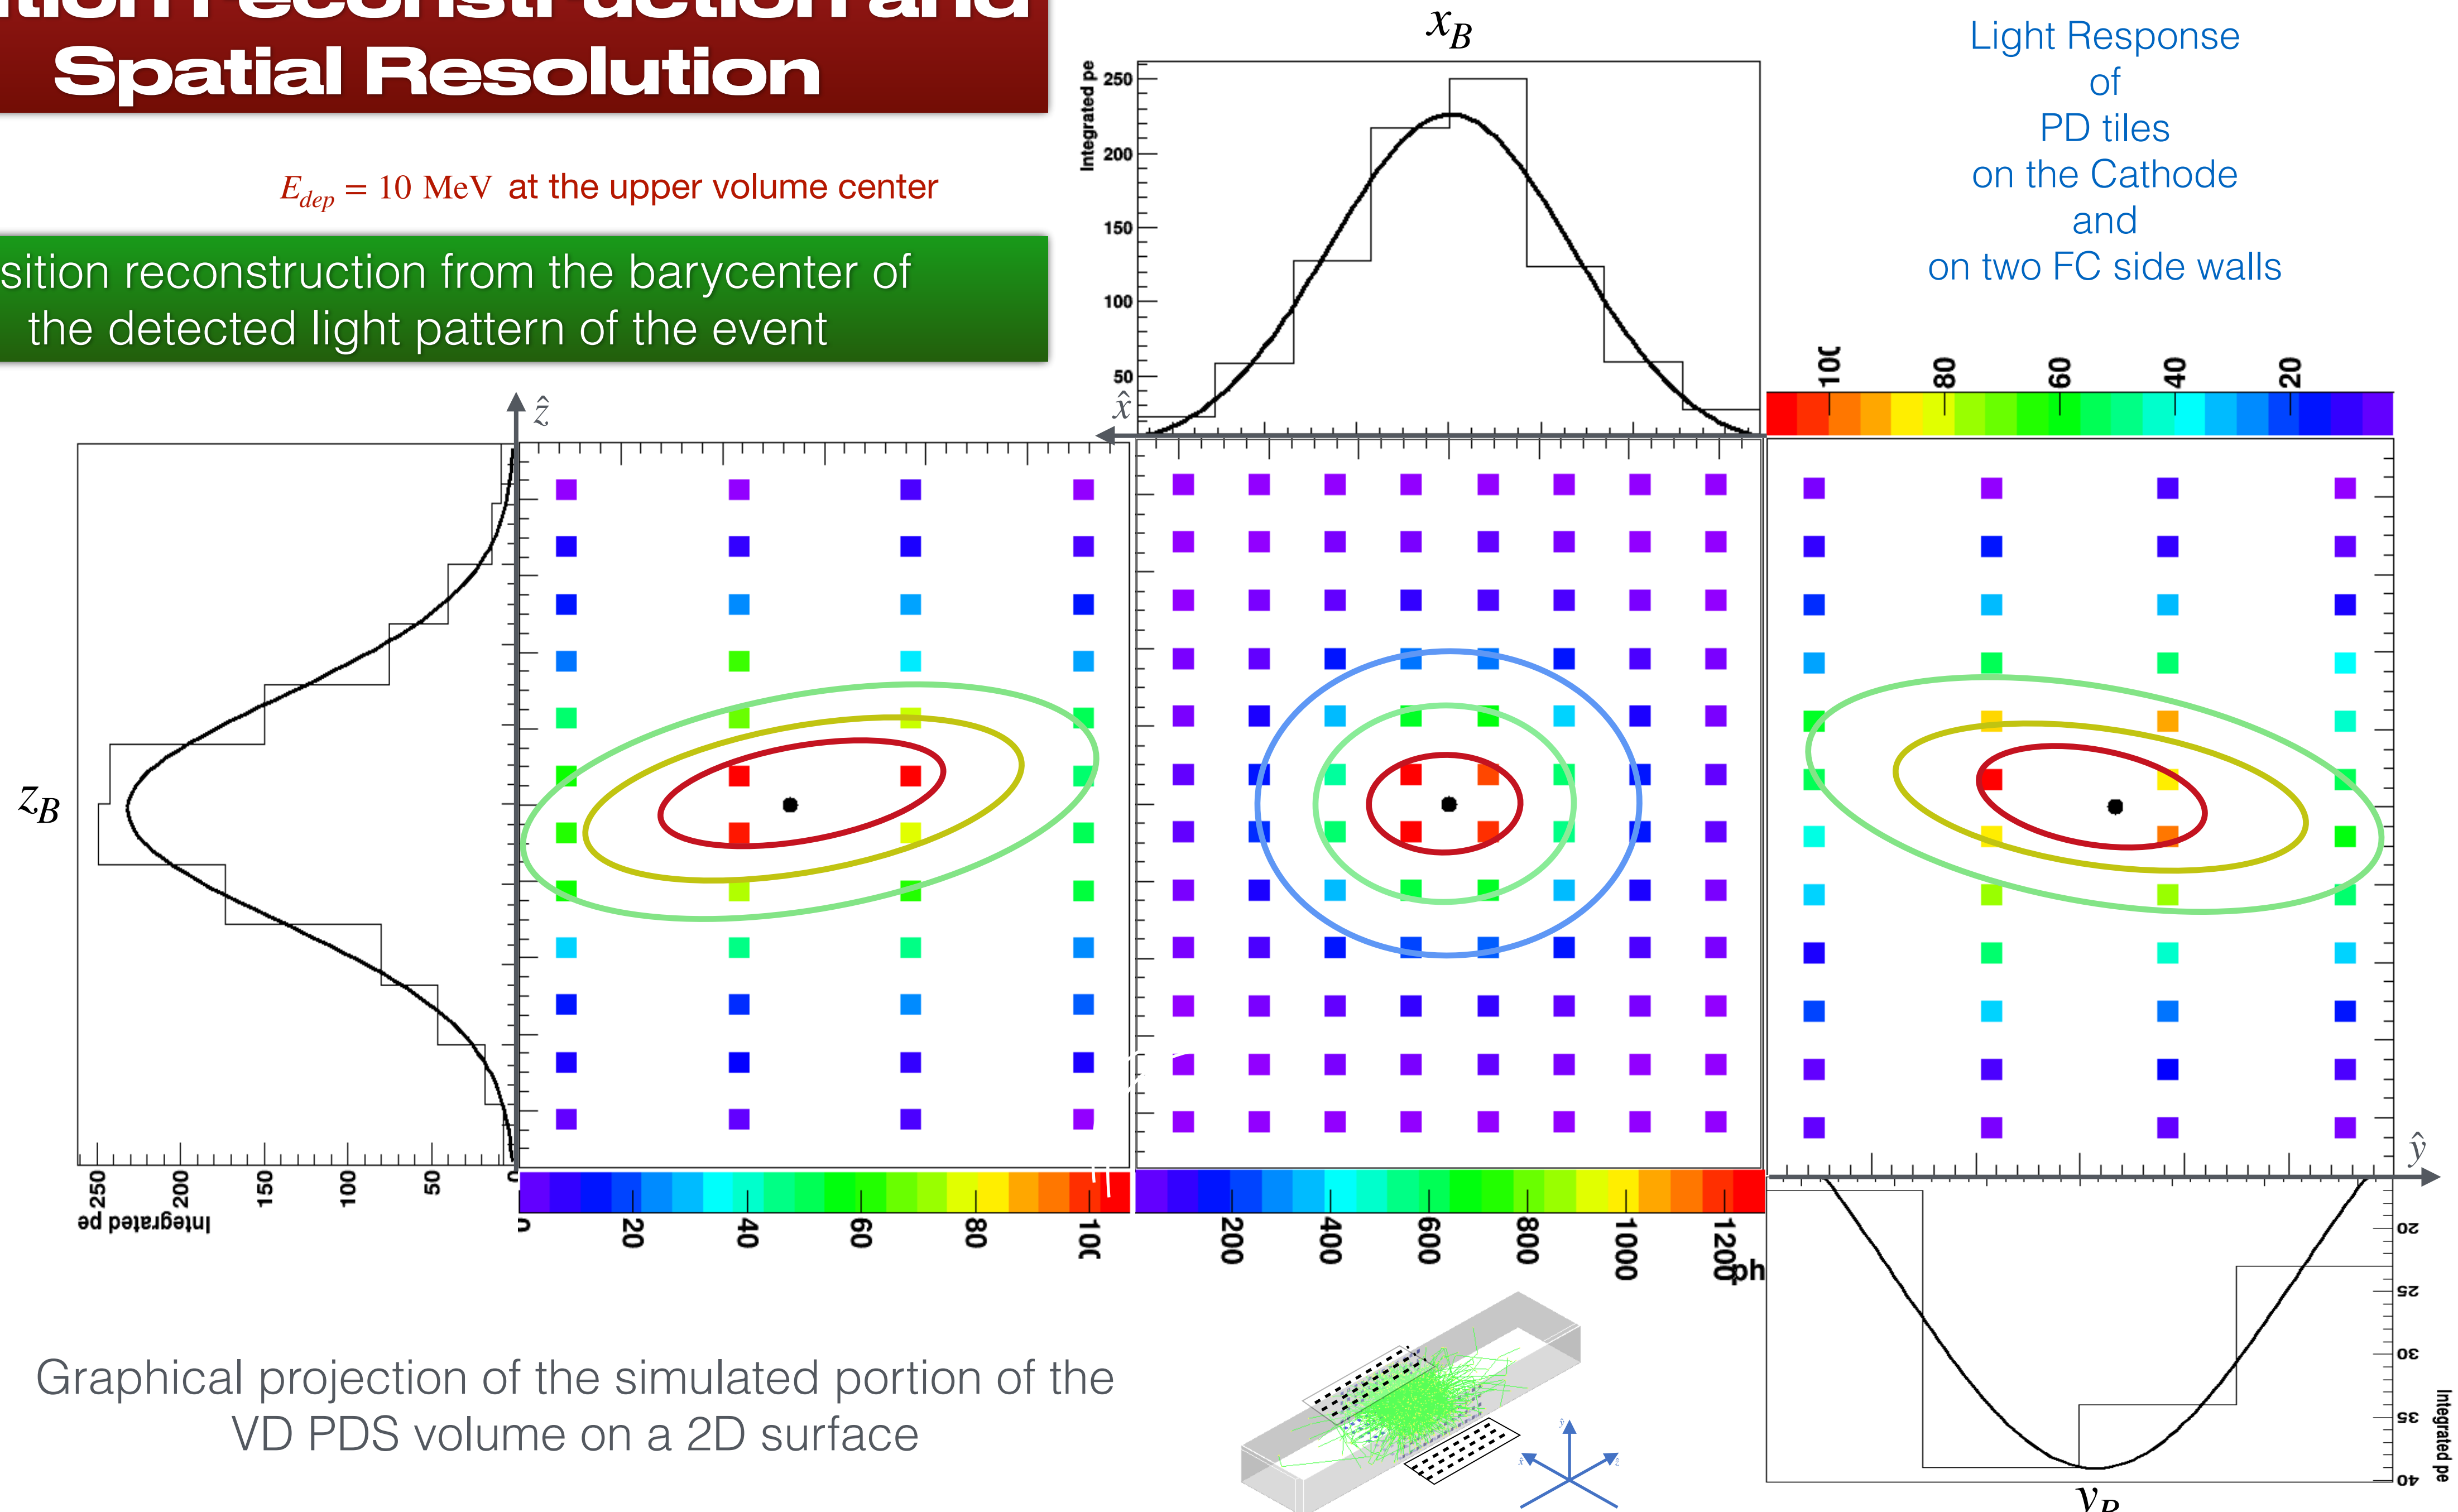 Spatial Resolution
E_dep = 10 MeV at the upper volume center
sition reconstruction from the barycenter of
the detected light pattern of the event
x_B
Integrated pe
250
200
150
100
50
Light Response
of
PD tiles
on the Cathode
and
on two FC side walls
80
60
40
20
ẑ
x̂
z_B
ŷ
250
200
150
100
50
0
Integrated pe
0
20
40
60
80
200
400
600
800
1000
1200
ph
20
25
30
35
40
Integrated pe
Graphical projection of the simulated portion of the
VD PDS volume on a 2D surface